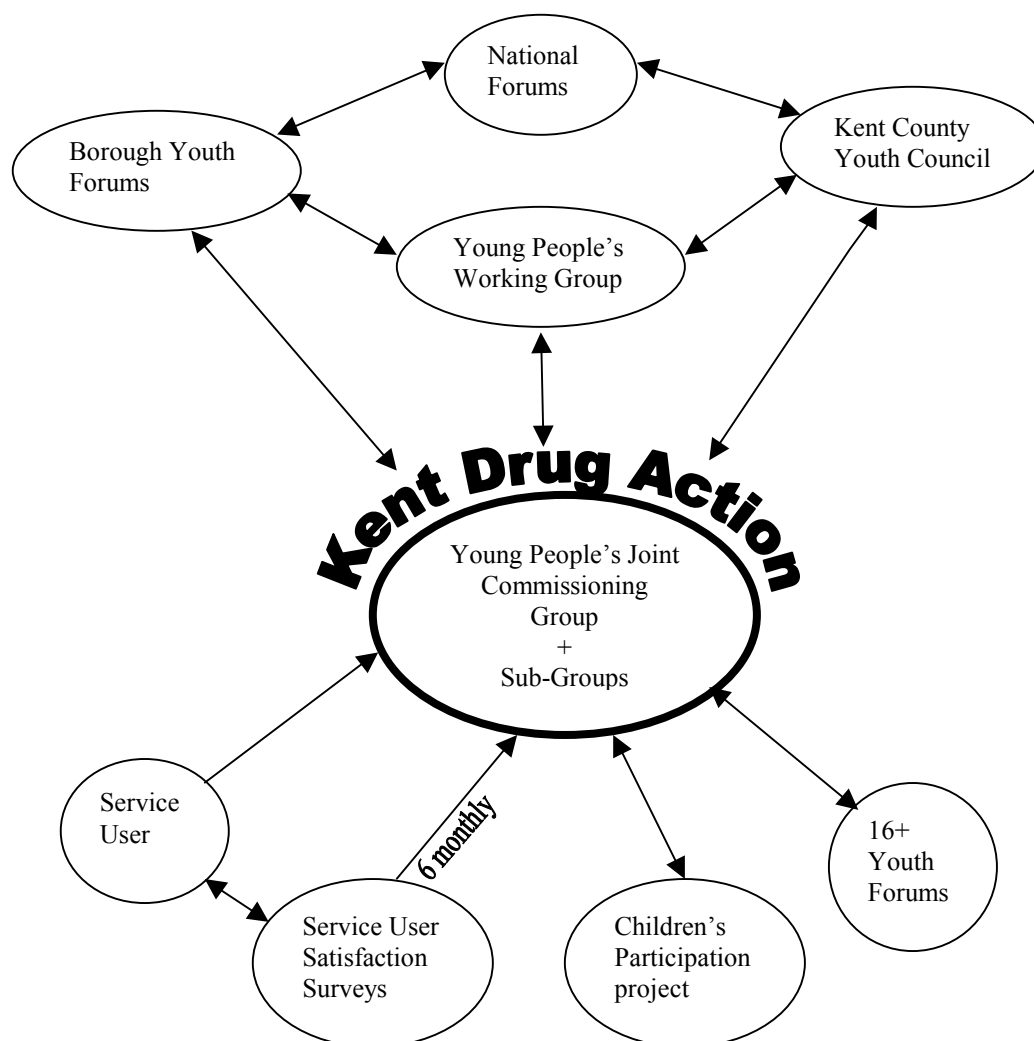 National
Forums
Kent County
Youth Council
Borough Youth
Forums
Young People’s
Working Group
Kent Drug Action
Young People’s Joint
Commissioning
Group
+
Sub-Groups
Service
User
6 monthly
16+
Youth
Forums
Service User
Satisfaction
Surveys
Children’s
Participation
project